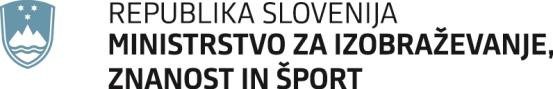 REPUBLIKA SLOVENIJA
MINISTRSTVO ZA IZOBRAŽEVANJE,
ZNANOST IN ŠPORT